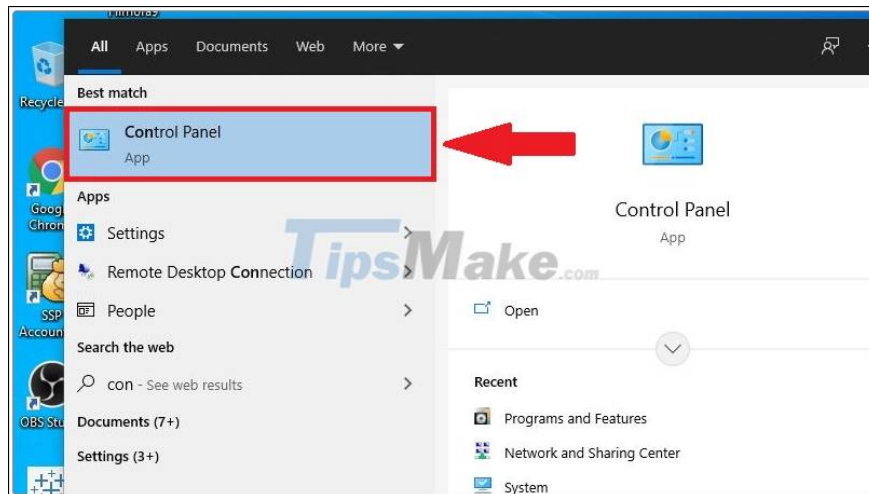 All Apps Documents Web More
Best match
Control Panel
App
Apps
Settings
Remote Desktop Connection
People
Search the web
con - See web results
Documents (7+)
Settings (3+)
Control Panel
App
Open
Recent
Programs and Features
Network and Sharing Center
System
TipsMake.com
Recycle
Goog
Chron
SSP
Accoun
OBS Stu